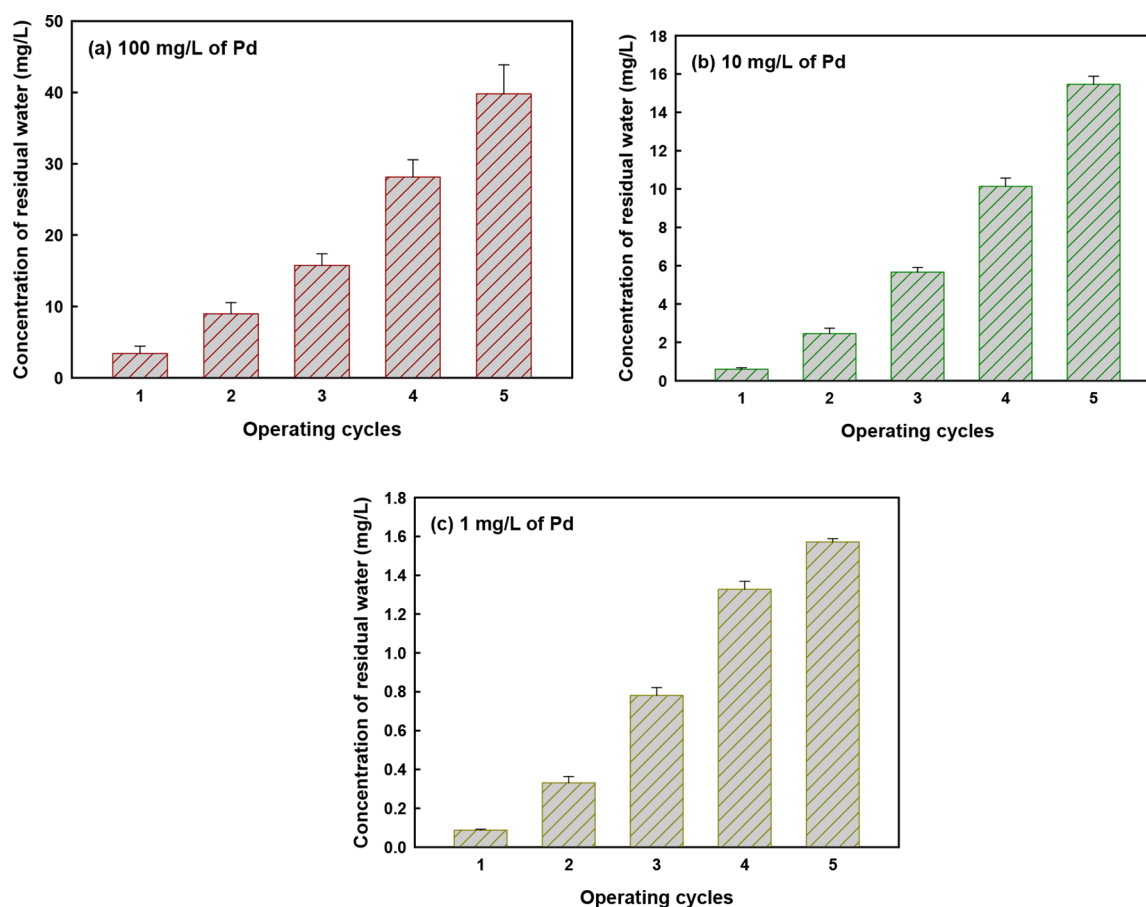 (a) 100 mg/L of Pd
Concentration of residual water (mg/L)
50
40
30
20
10
0
1 2 3 4 5
Operating cycles
(b) 10 mg/L of Pd
Concentration of residual water (mg/L)
18
16
14
12
10
8
6
4
2
0
1 2 3 4 5
Operating cycles
(c) 1 mg/L of Pd
Concentration of residual water (mg/L)
1.8
1.6
1.4
1.2
1.0
0.8
0.6
0.4
0.2
0.0
1 2 3 4 5
Operating cycles